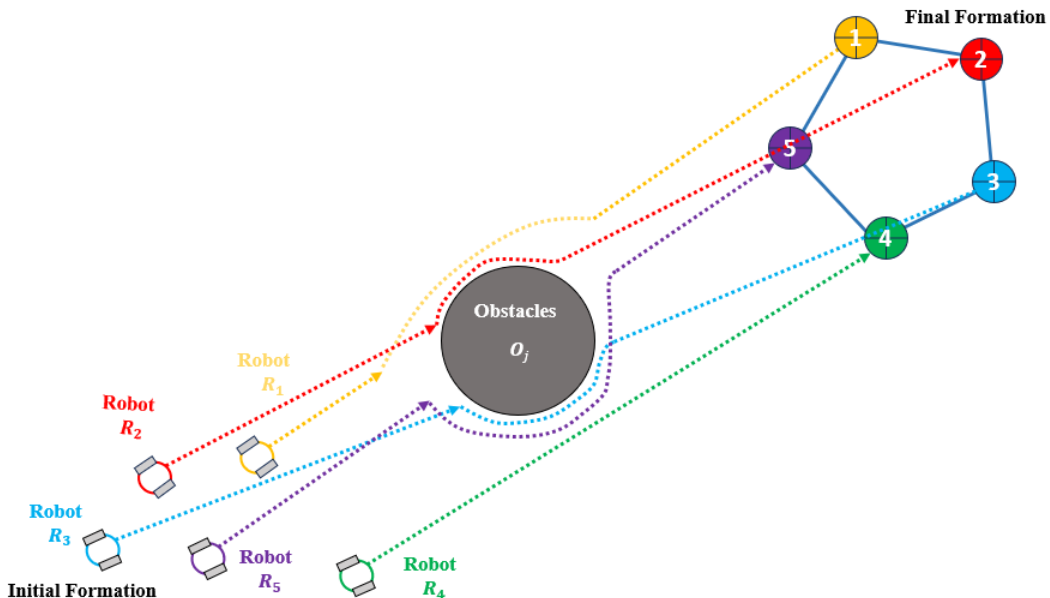 Final Formation
1
2
5
3
4
Obstacles
O_j
Robot
R_1
Robot
R_2
Robot
R_3
Robot
R_5
Robot
R_4
Initial Formation